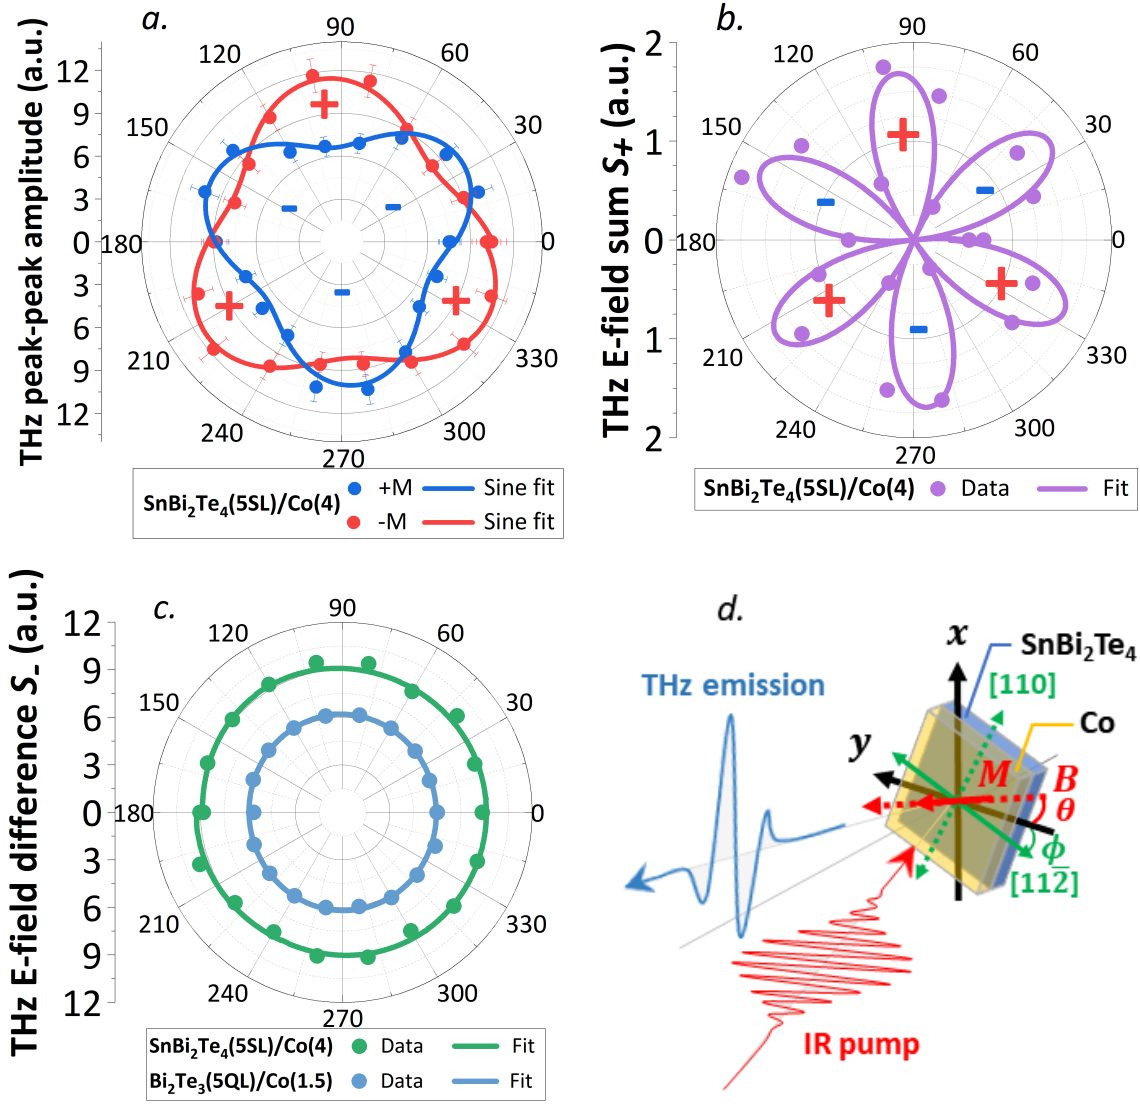 a.
THz peak-peak amplitude (a.u.)
12
9
6
3
0
3
6
9
12
90
60
30
0
330
300
270
240
210
180
150
120
+
-
-
+
-
+
SnBi₂Te₄(5SL)/Co(4)
+M
Sine fit
-M
Sine fit
b.
THz E-field sum S+ (a.u.)
2
1
0
1
2
90
60
30
0
330
300
270
240
210
180
150
120
+
-
-
+
+
-
SnBi₂Te₄(5SL)/Co(4)
Data
Fit
c.
THz E-field difference S- (a.u.)
12
9
6
3
0
3
6
9
12
90
60
30
0
330
300
270
240
210
180
150
120
SnBi₂Te₄(5SL)/Co(4)
Data
Fit
Bi₂Te₃(5QL)/Co(1.5)
Data
Fit
d.
x
SnBi₂Te₄
THz emission
[110]
Co
y
M
B
θ
ϕ
[112̅]
IR pump